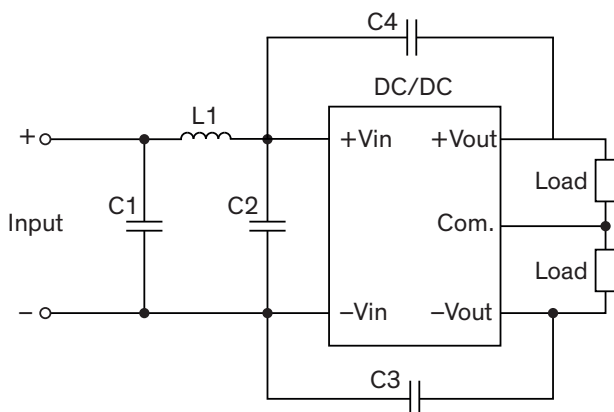 C4
DC/DC
L1
+
+Vin
+Vout
Load
C1
C2
Input
Com.
Load
-
–Vin
–Vout
C3